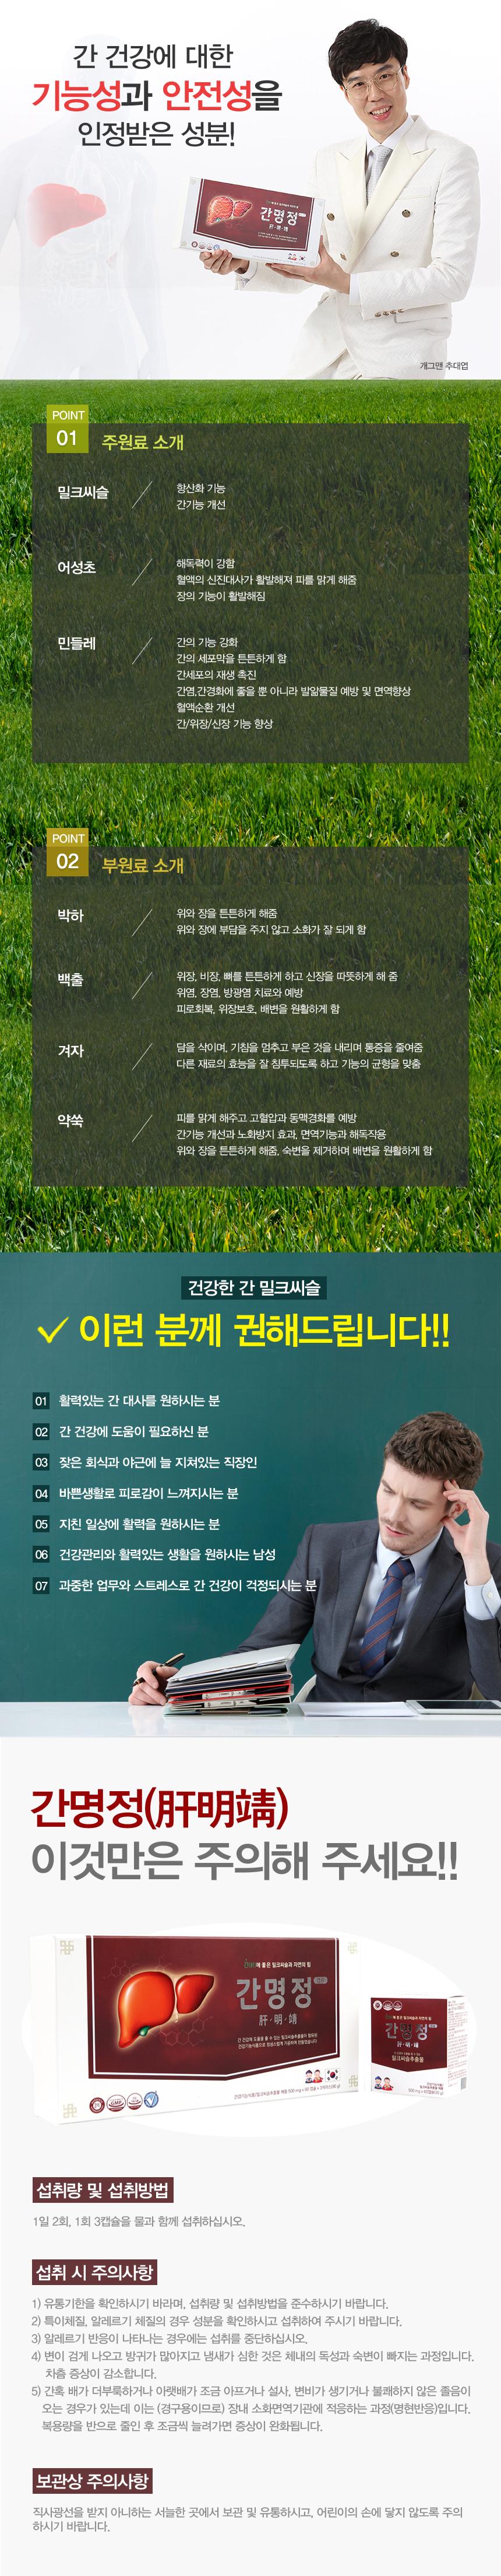 간 건강에 대한
기능성과 안전성을
인정받은 성분!
간명정
肝·明·靖
개그맨 추대엽
POINT
01
주원료 소개
밀크씨슬
항산화 기능
간기능 개선
어성초
해독력이 강함
혈액의 신진대사가 활발해져 피를 맑게 해줌
장의 기능이 활발해짐
민들레
간의 기능 강화
간의 세포막을 튼튼하게 함
간세포의 재생 촉진
간염,간경화에 좋을 뿐 아니라 발앎물질 예방 및 면역향상
혈액순환 개선
간/위장/신장 기능 향상
POINT
02
부원료 소개
박하
위와 장을 튼튼하게 해줌
위와 장에 부담을 주지 않고 소화가 잘 되게 함
백출
위장, 비장, 뼈를 튼튼하게 하고 신장을 따뜻하게 해 줌
위염, 장염, 방광염 치료와 예방
피로회복, 위장보호, 배변을 원활하게 함
겨자
담을 삭이며, 기침을 멈추고 부은 것을 내리며 통증을 줄여줌
다른 재료의 효능을 잘 침투되도록 하고 기능의 균형을 맞춤
약쑥
피를 맑게 해주고 고혈압과 동맥경화를 예방
간기능 개선과 노화방지 효과, 면역기능과 해독작용
위와 장을 튼튼하게 해줌, 숙변을 제거하며 배변을 원활하게 함
건강한 간 밀크씨슬
이런 분께 권해드립니다!!
01 활력있는 간 대사를 원하시는 분
02 간 건강에 도움이 필요하신 분
03 잦은 회식과 야근에 늘 지쳐있는 직장인
04 바쁜생활로 피로감이 느껴지시는 분
05 지친 일상에 활력을 원하시는 분
06 건강관리와 활력있는 생활을 원하시는 남성
07 과중한 업무와 스트레스로 간 건강이 걱정되시는 분
간명정(肝明靖)
이것만은 주의해 주세요!!
에 좋은 밀크씨슬과 자연의 힘
간명정
肝·明·靖
간명정
肝·明·靖
밀크씨슬추출물
섭취량 및 섭취방법
1일 2회, 1회 3캡슐을 물과 함께 섭취하십시오.
섭취 시 주의사항
1) 유통기한을 확인하시기 바라며, 섭취량 및 섭취방법을 준수하시기 바랍니다.
2) 특이체질, 알레르기 체질의 경우 성분을 확인하시고 섭취하여 주시기 바랍니다.
3) 알레르기 반응이 나타나는 경우에는 섭취를 중단하십시오.
4) 변이 검게 나오고 방귀가 많아지고 냄새가 심한 것은 체내의 독성과 숙변이 빠지는 과정입니다.
차츰 증상이 감소합니다.
5) 간혹 배가 더부룩하거나 아랫배가 조금 아프거나 설사, 변비가 생기거나 불쾌하지 않은 졸음이
오는 경우가 있는데 이는 (경구용이므로) 장내 소화면역기관에 적응하는 과정(명현반응)입니다.
복용량을 반으로 줄인 후 조금씩 늘려가면 증상이 완화됩니다.
보관상 주의사항
직사광선을 받지 아니하는 서늘한 곳에서 보관 및 유통하시고, 어린이의 손에 닿지 않도록 주의
하시기 바랍니다.